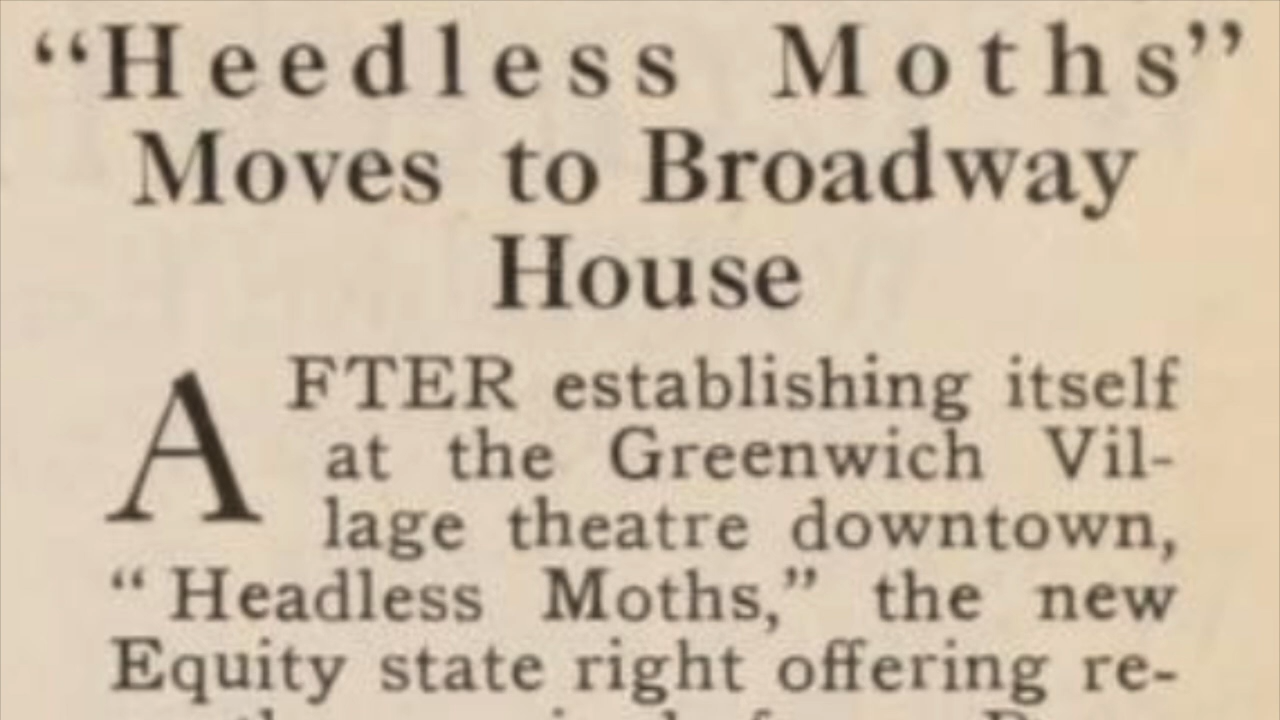 “Heedless Moths”
Moves to Broadway
House
AFTER establishing itself
at the Greenwich Vil-
lage theatre downtown,
“Headless Moths,” the new
Equity state right offering re-